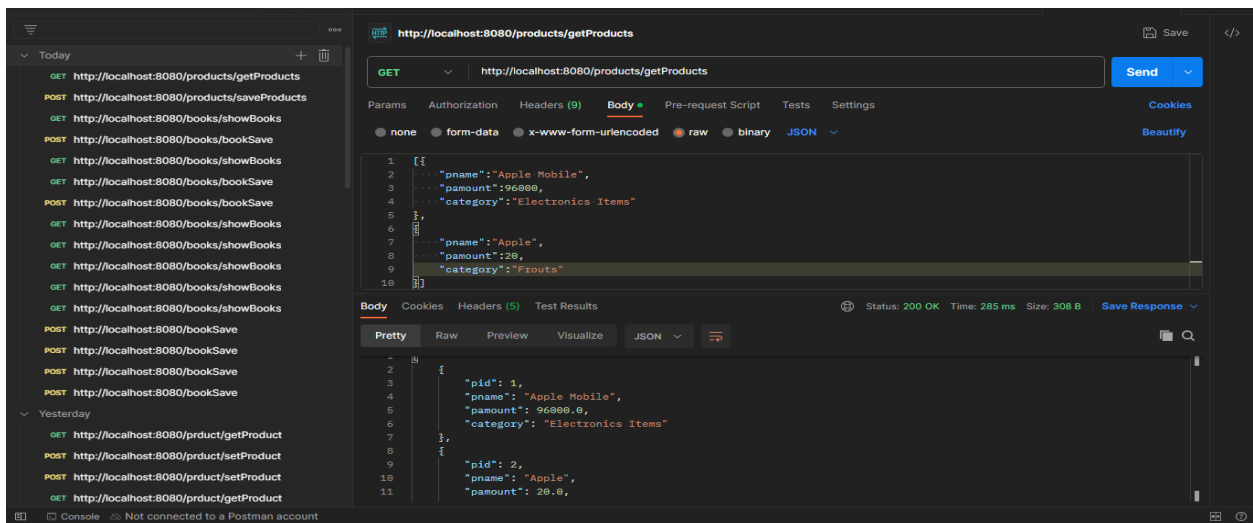 Today
GET http://localhost:8080/products/getProducts
POST http://localhost:8080/products/saveProducts
GET http://localhost:8080/books/showBooks
POST http://localhost:8080/books/bookSave
GET http://localhost:8080/books/showBooks
GET http://localhost:8080/books/bookSave
POST http://localhost:8080/books/bookSave
GET http://localhost:8080/books/showBooks
GET http://localhost:8080/books/showBooks
GET http://localhost:8080/books/showBooks
GET http://localhost:8080/books/showBooks
GET http://localhost:8080/books/showBooks
POST http://localhost:8080/bookSave
POST http://localhost:8080/bookSave
POST http://localhost:8080/bookSave
POST http://localhost:8080/bookSave
Yesterday
GET http://localhost:8080/prduct/getProduct
POST http://localhost:8080/prduct/setProduct
POST http://localhost:8080/prduct/setProduct
GET http://localhost:8080/prduct/getProduct
HTTP http://localhost:8080/products/getProducts Save </>
GET http://localhost:8080/products/getProducts Send
Params Authorization Headers (9) Body Pre-request Script Tests Settings Cookies
none form-data x-www-form-urlencoded raw binary JSON Beautify
1 [{
2 "pname":"Apple Mobile",
3 "pamount":96000,
4 "category":"Electronics Items"
5 },
6 {
7 "pname":"Apple",
8 "pamount":20,
9 "category":"Frouts"
10 }]
Body Cookies Headers (5) Test Results Status: 200 OK Time: 285 ms Size: 308 B Save Response
Pretty Raw Preview Visualize JSON
1 [
2 {
3 "pid": 1,
4 "pname": "Apple Mobile",
5 "pamount": 96000.0,
6 "category": "Electronics Items"
7 },
8 {
9 "pid": 2,
10 "pname": "Apple",
11 "pamount": 20.0,
Console Not connected to a Postman account